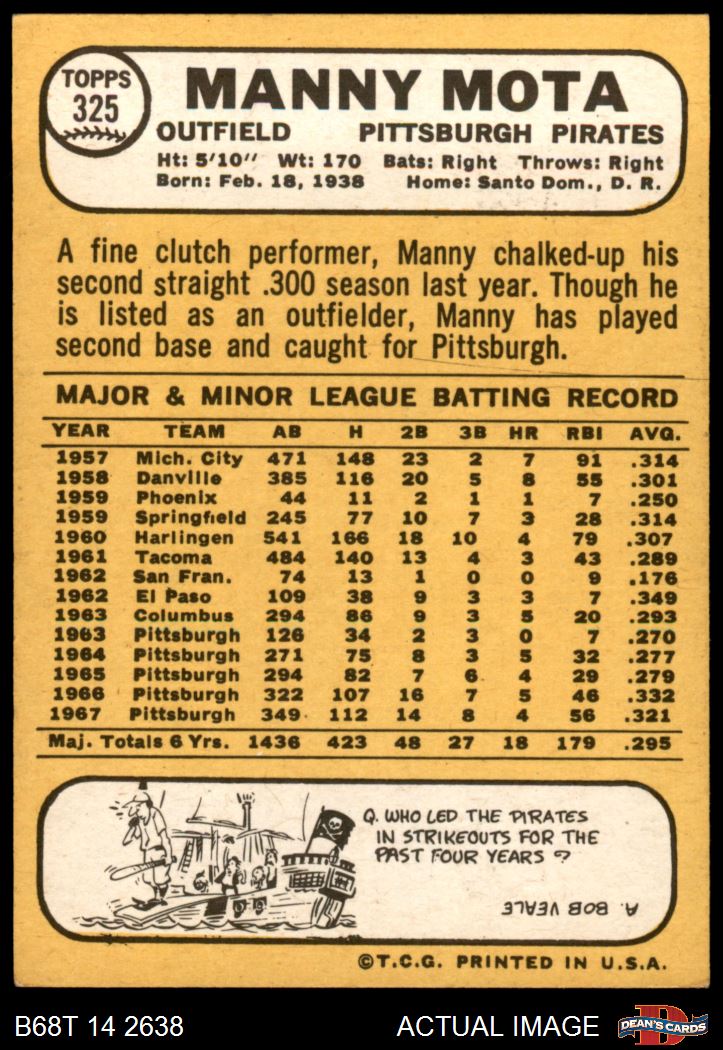 TOPPS
325
MANNY MOTA
OUTFIELD PITTSBURGH PIRATES
Ht: 5'10" Wt: 170 Bats: Right Throws: Right
Born: Feb. 18, 1938 Home: Santo Dom., D. R.
A fine clutch performer, Manny chalked-up his
second straight .300 season last year. Though he
is listed as an outfielder, Manny has played
second base and caught for Pittsburgh.
MAJOR & MINOR LEAGUE BATTING RECORD
YEAR TEAM AB H 2B 3B HR RBI AVG.
1957 Mich. City 471 148 23 2 7 91 .314
1958 Danville 385 116 20 5 8 55 .301
1959 Phoenix 44 11 2 1 1 7 .250
1959 Springfield 245 77 10 7 3 28 .314
1960 Harlingen 541 166 18 10 4 79 .307
1961 Tacoma 484 140 13 4 3 43 .289
1962 San Fran. 74 13 1 0 0 9 .176
1962 El Paso 109 38 9 3 3 7 .349
1963 Columbus 294 86 9 3 5 20 .293
1963 Pittsburgh 126 34 2 3 0 7 .270
1964 Pittsburgh 271 75 8 3 5 32 .277
1965 Pittsburgh 294 82 7 6 4 29 .279
1966 Pittsburgh 322 107 16 7 5 46 .332
1967 Pittsburgh 349 112 14 8 4 56 .321
Maj. Totals 6 Yrs. 1436 423 48 27 18 179 .295
Q. WHO LED THE PIRATES
IN STRIKEOUTS FOR THE
PAST FOUR YEARS ?
A. BOB VEALE
©T.C.G. PRINTED IN U.S.A.
B68T 14 2638 ACTUAL IMAGE DEAN'S CARDS